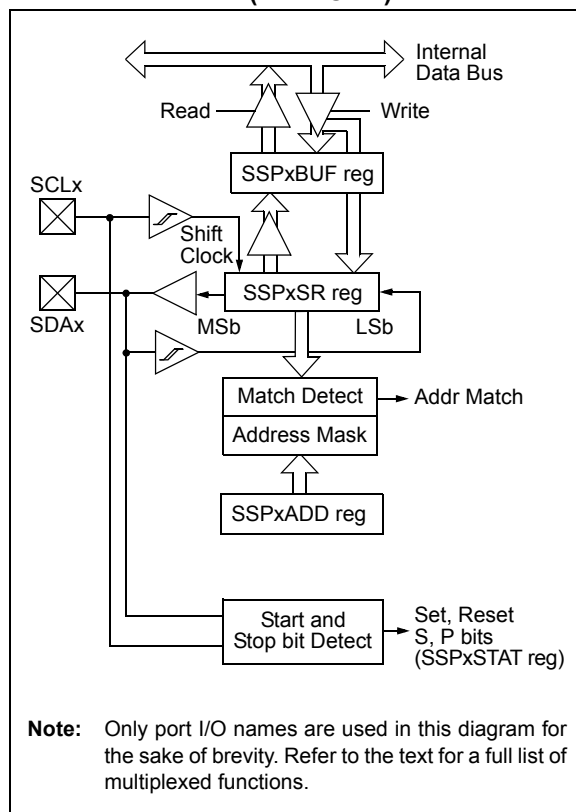 Internal
Data Bus
Read
Write
SSPxBUF reg
SCLx
Shift
Clock
SSPxSR reg
SDAx
MSb
LSb
Match Detect
Addr Match
Address Mask
SSPxADD reg
Start and
Stop bit Detect
Set, Reset
S, P bits
(SSPxSTAT reg)
Note: Only port I/O names are used in this diagram for
the sake of brevity. Refer to the text for a full list of
multiplexed functions.